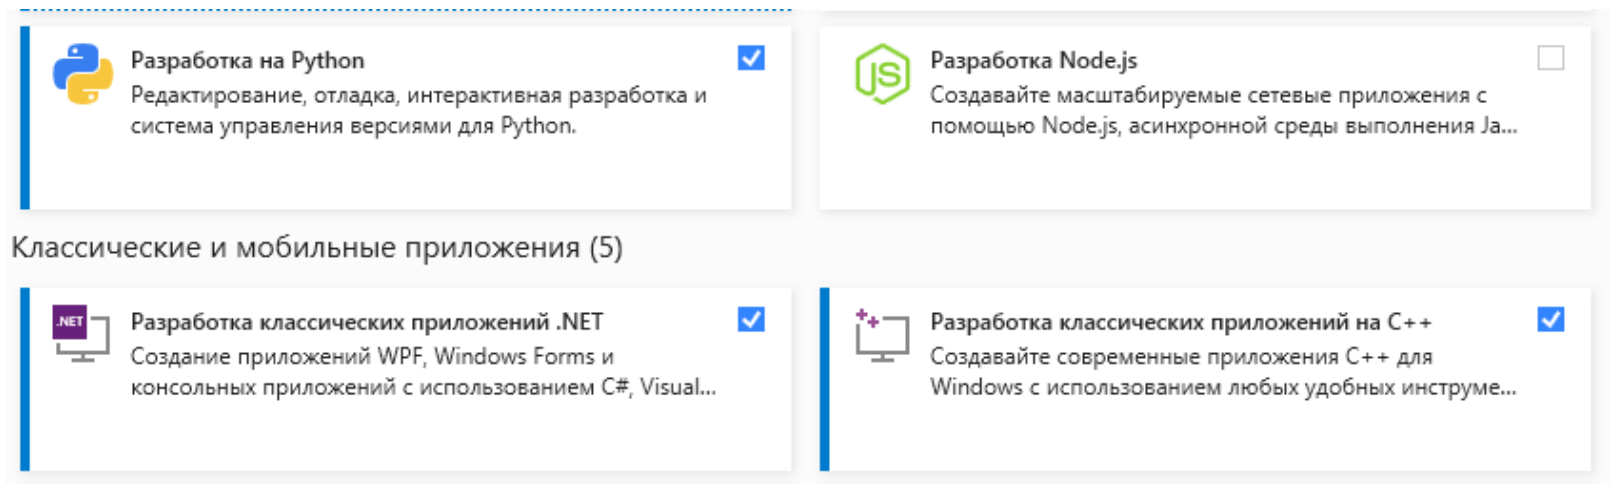 Разработка на Python
Редактирование, отладка, интерактивная разработка и
система управления версиями для Python.
JS
Разработка Node.js
Создавайте масштабируемые сетевые приложения с
помощью Node.js, асинхронной среды выполнения Ja...
Классические и мобильные приложения (5)
.NET
Разработка классических приложений .NET
Создание приложений WPF, Windows Forms и
консольных приложений с использованием C#, Visual...
++
Разработка классических приложений на C++
Создавайте современные приложения C++ для
Windows с использованием любых удобных инструме...